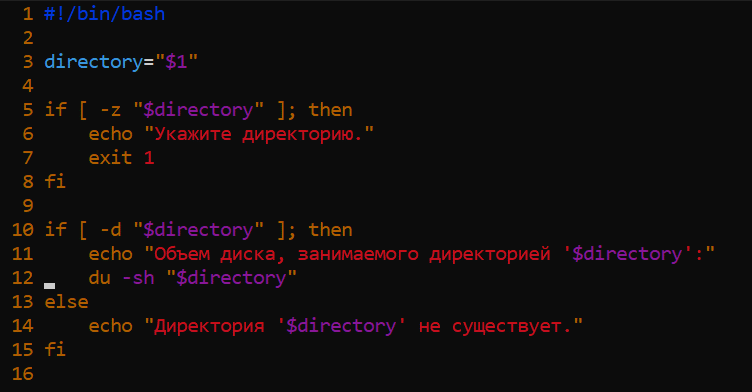 1 #!/bin/bash
2
3 directory="$1"
4
5 if [ -z "$directory" ]; then
6     echo "Укажите директорию."
7     exit 1
8 fi
9
10 if [ -d "$directory" ]; then
11     echo "Объем диска, занимаемого директорией '$directory':"
12     du -sh "$directory"
13 else
14     echo "Директория '$directory' не существует."
15 fi
16